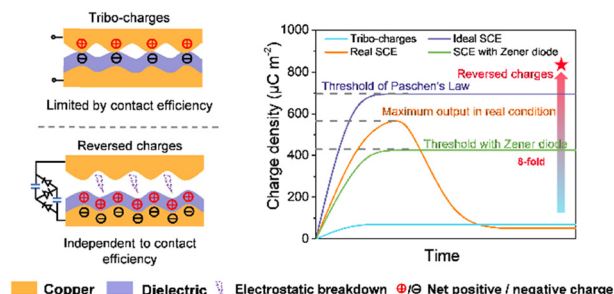 Tribo-charges
Limited by contact efficiency
Reversed charges
Independent to contact
efficiency
Charge density (μC m⁻²)
1000
800
600
400
200
0
Tribo-charges
Ideal SCE
Real SCE
SCE with Zener diode
Reversed charges
Threshold of Paschen's Law
Maximum output in real condition
Threshold with Zener diode
8-fold
Time
Copper
Dielectric
Electrostatic breakdown
⊕/⊖ Net positive / negative charge